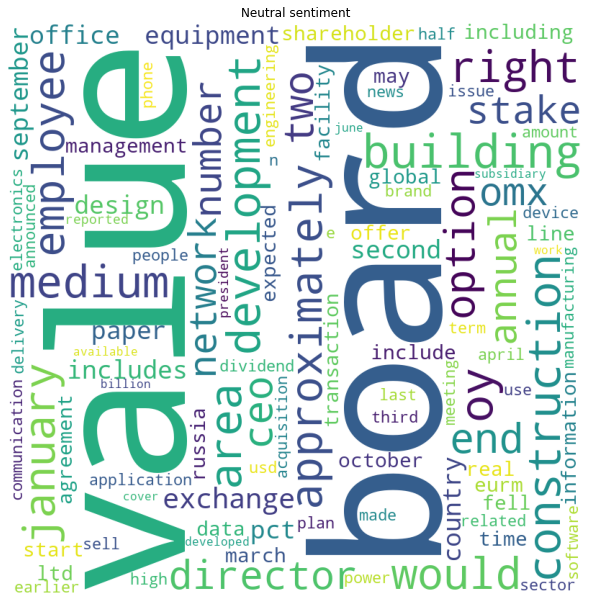 Neutral sentiment
office
equipment
shareholder
half
including
september
employee
management
value
phone
number
development
engineering
two
facility
may
news
board
right
issue
stake
building
amount
june
subsidiary
electronics
announced
design
reported
people
network
president
expected
n
e
approximately
global
brand
offer
second
option
omx
device
line
annual
medium
paper
available
billion
includes
delivery
january
communication
agreement
application
cover
russia
area
ceo
dividend
usd
acquisition
transaction
include
last
third
october
made
meeting
term
april
oy
use
work
manufacturing
construction
information
software
end
country
real
eurm
fell
related
time
exchange
data
pct
plan
start
sell
developed
march
ltd
earlier
high
director
power
would
sector